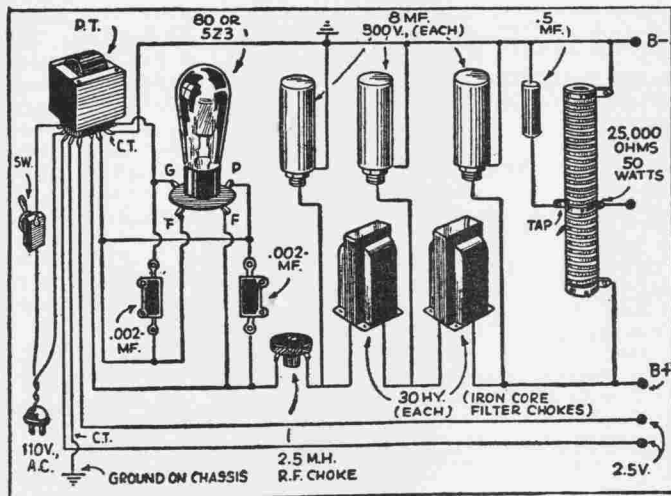 P.T.
80 OR
5Z3
8 MF.
500V., (EACH)
.5
MF.
B-
SW.
C.T.
G
P
F
F
25,000
OHMS
50
WATTS
TAP
.002-
MF.
.002-
MF.
30 HY. (IRON CORE
(EACH) FILTER CHOKES)
B+
110V.,
A.C.
C.T.
GROUND ON CHASSIS
2.5 M.H.
R.F. CHOKE
2.5V.